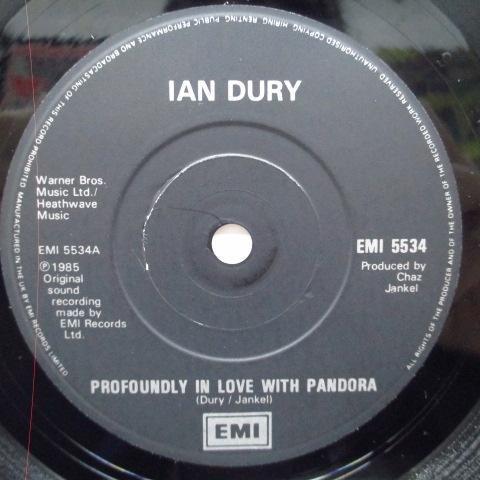 IAN DURY
Warner Bros.
Music Ltd./
Heathwave
Music
EMI 5534A
Ⓟ1985
Original
sound
recording
made by
EMI Records
Ltd.
EMI 5534
Produced by
Chaz
Jankel
PROFOUNDLY IN LOVE WITH PANDORA
(Dury / Jankel)
EMI
MANUFACTURED IN THE UK BY EMI RECORDS LIMITED
ALL RIGHTS OF THE PRODUCER AND OF THE OWNER OF THE RECORDED WORK RESERVED UNAUTHORISED COPYING HIRING RENTING PUBLIC PERFORMANCE AND BROADCASTING OF THIS RECORD PROHIBITED